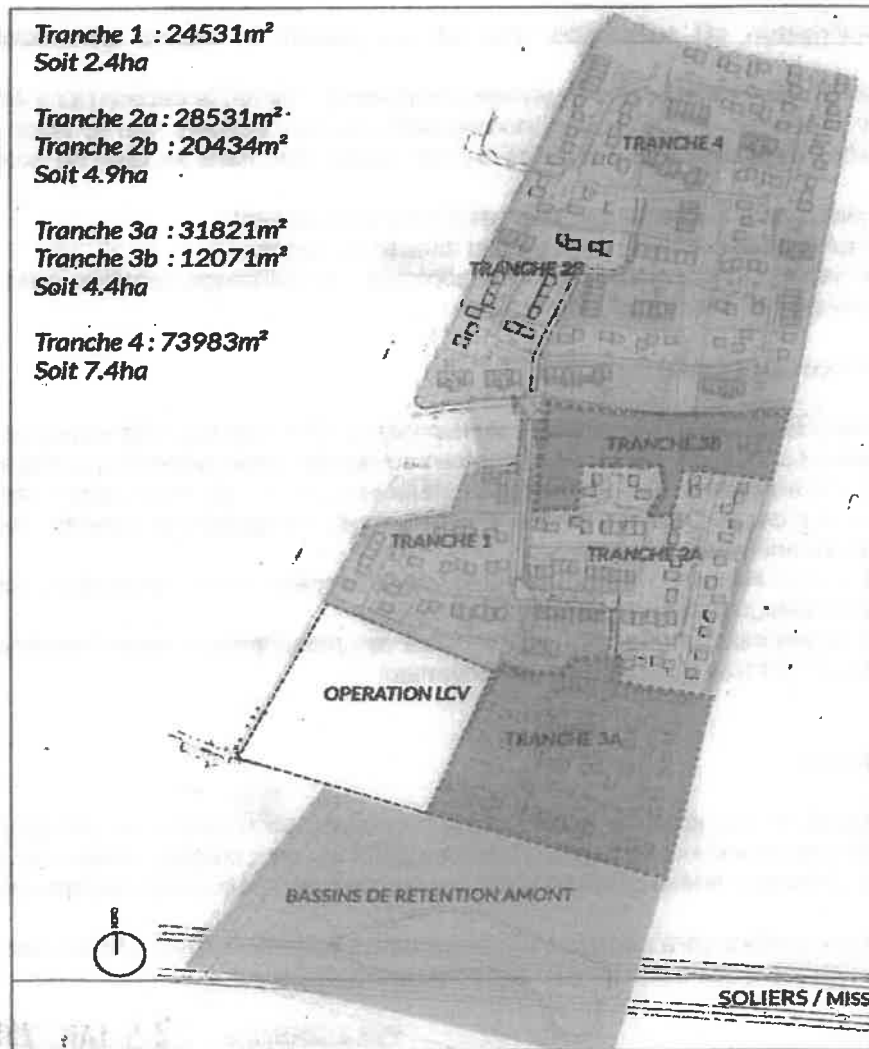 Tranche 1 : 24531m²
Soit 2.4ha
Tranche 2a : 28531m²
Tranche 2b : 20434m²
Soit 4.9ha
Tranche 3a : 31821m²
Tranche 3b : 12071m²
Soit 4.4ha
Tranche 4 : 73983m²
Soit 7.4ha
TRANCHE 4
TRANCHE 2B
TRANCHE 3B
TRANCHE 1
TRANCHE 2A
OPERATION LCV
TRANCHE 3A
BASSINS DE RETENTION AMONT
NORD
SOLIERS / MISS